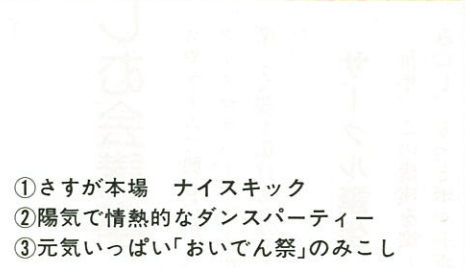 ①さすが本場　ナイスキック
②陽気で情熱的なダンスパーティー
③元気いっぱい「おいでん祭」のみこし